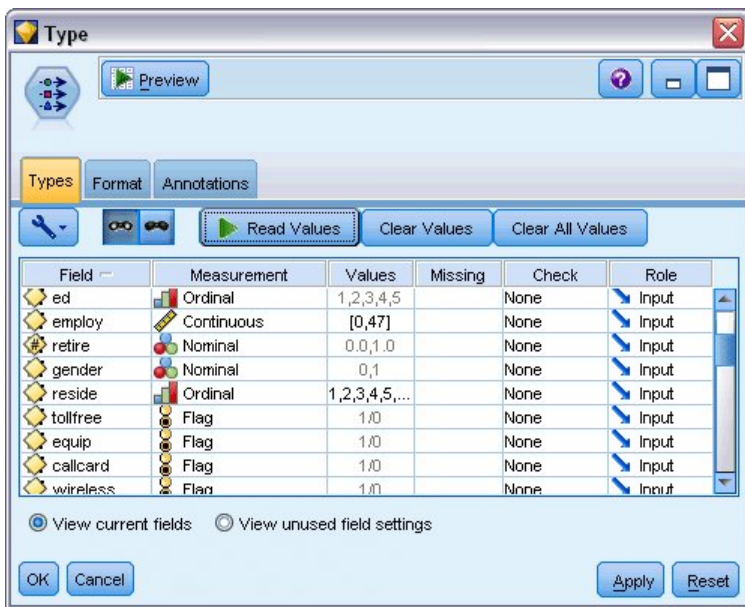 Type
Preview
Types Format Annotations
Read Values Clear Values Clear All Values
Field Measurement Values Missing Check Role
ed Ordinal 1,2,3,4,5 None Input
employ Continuous [0,47] None Input
retire Nominal 0.0,1.0 None Input
gender Nominal 0,1 None Input
reside Ordinal 1,2,3,4,5,... None Input
tollfree Flag 1/0 None Input
equip Flag 1/0 None Input
callcard Flag 1/0 None Input
wireless Flag 1/0 None Input
View current fields View unused field settings
OK Cancel Apply Reset